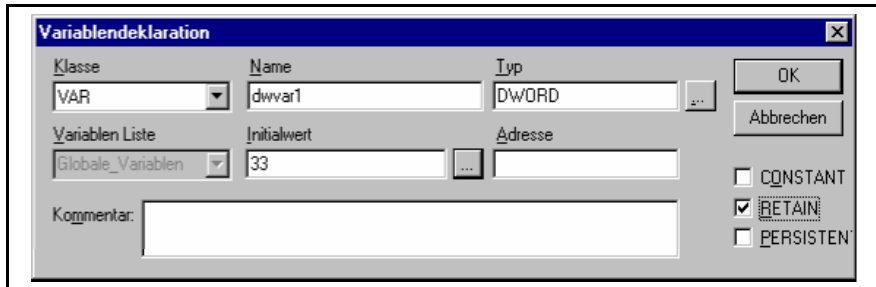 Variablendeklaration
Klasse Name Typ
VAR dwvar1 DWORD ... OK
Abbrechen
Variablen Liste Initialwert Adresse
Globale_Variablen 33 ...
CONSTANT
Kommentar: RETAIN
PERSISTENT